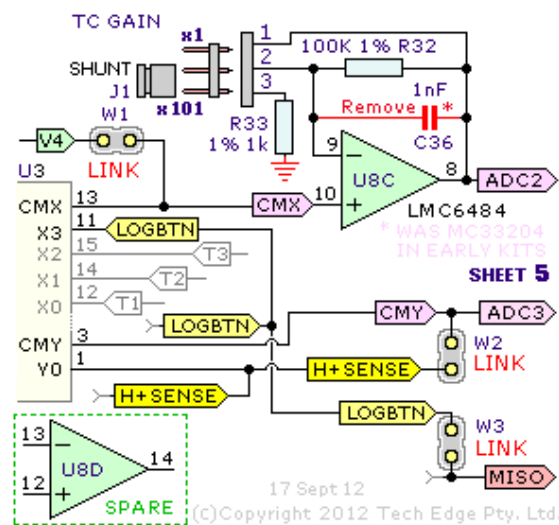 TC GAIN
x1
1
2
3
100K 1% R32
SHUNT
J1
x101
1nF
Remove *
C36
W1
V4
LINK
R33
1% 1k
9
8
U8C
10
ADC2
U3
CMX
13
CMX
LMC6484
* WAS MC33204
IN EARLY KITS
SHEET 5
X3
11
LOGBTN
X2
15
T3
X1
14
T2
X0
12
T1
LOGBTN
CMY
ADC3
CMY
3
W2
Y0
1
H+SENSE
LINK
H+SENSE
LOGBTN
W3
LINK
13
14
U8D
12
SPARE
MISO
17 Sept 12
(c)Copyright 2012 Tech Edge Pty. Ltd.